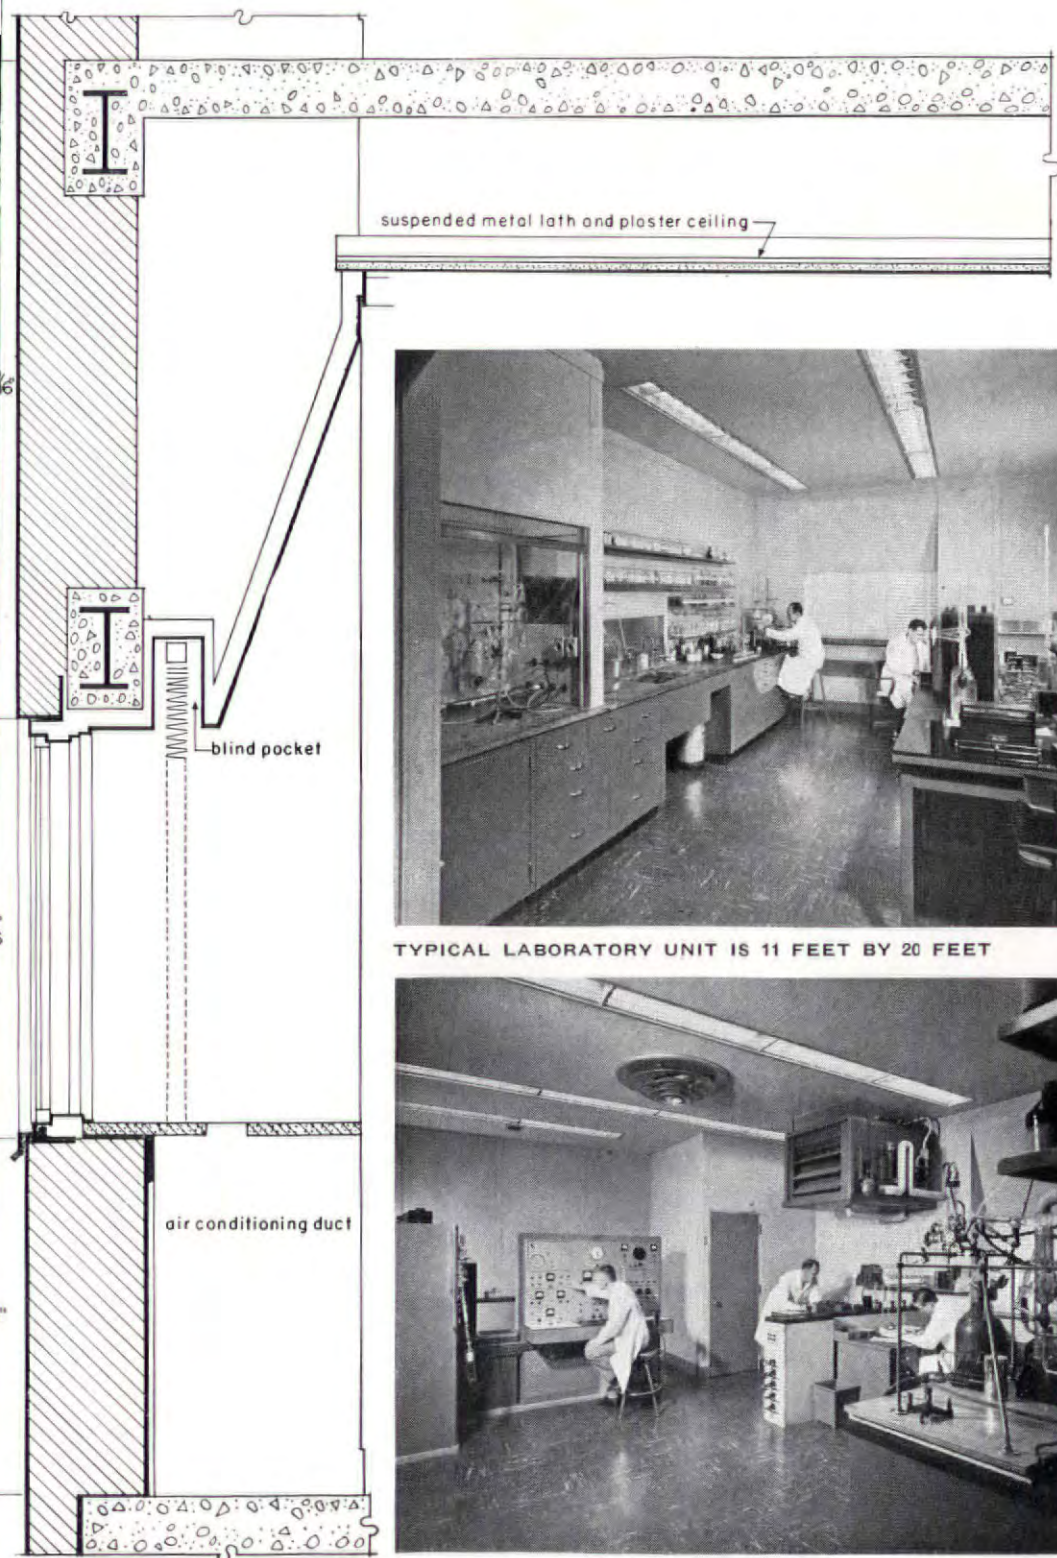 suspended metal lath and plaster ceiling
blind pocket
TYPICAL LABORATORY UNIT IS 11 FEET BY 20 FEET
air conditioning duct